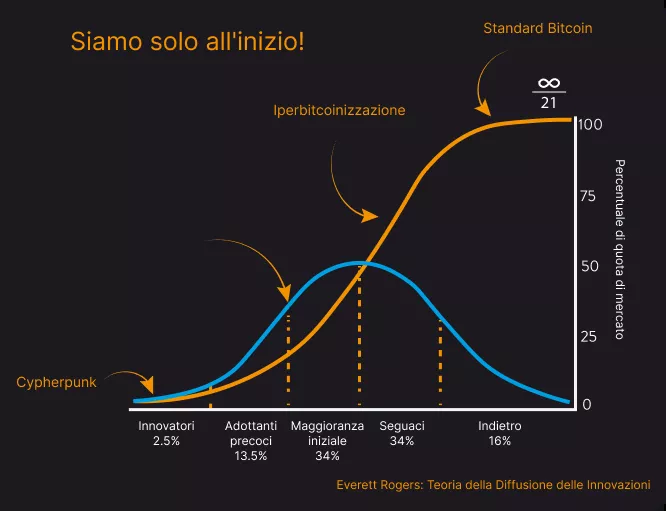 Siamo solo all'inizio!
Standard Bitcoin
∞
21
Iperbitcoinizzazione
100
75
50
25
0
Percentuale di quota di mercato
Cypherpunk
Innovatori
2.5%
Adottanti
precoci
13.5%
Maggioranza
iniziale
34%
Seguaci
34%
Indietro
16%
Everett Rogers: Teoria della Diffusione delle Innovazioni